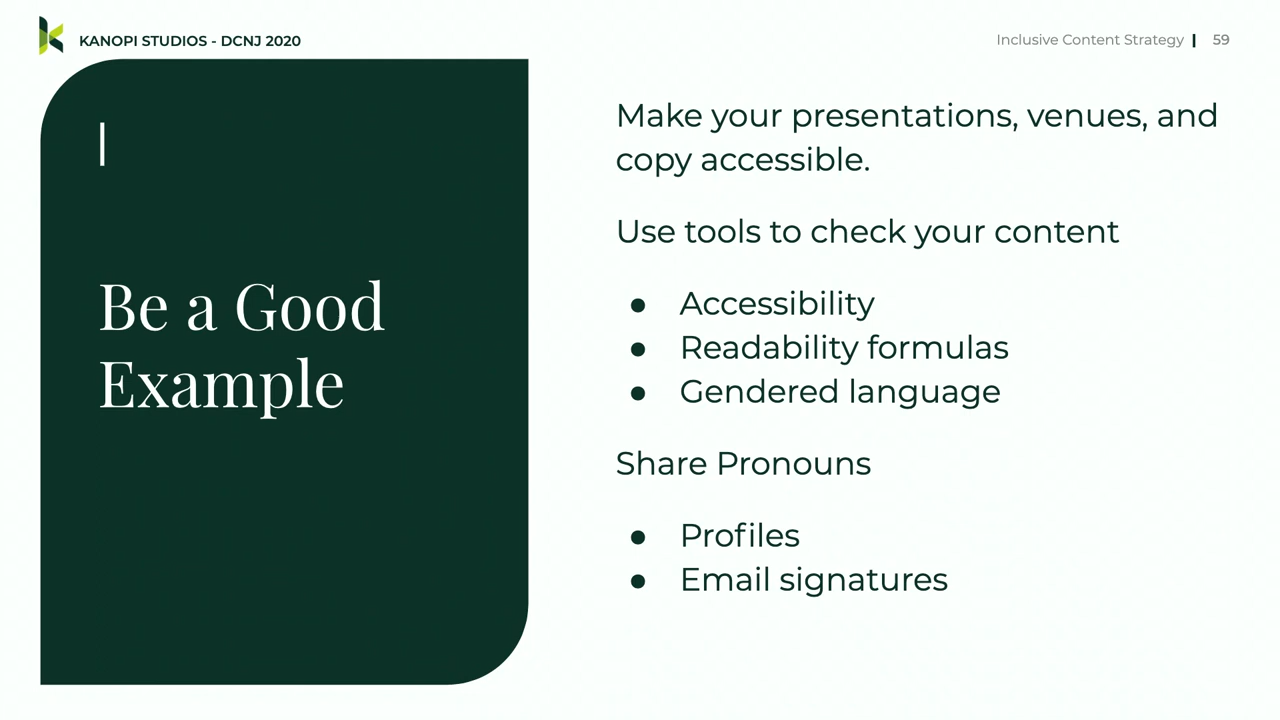 KANOPI STUDIOS - DCNJ 2020
Inclusive Content Strategy | 59
Be a Good
Example
Make your presentations, venues, and
copy accessible.
Use tools to check your content
● Accessibility
● Readability formulas
● Gendered language
Share Pronouns
● Profiles
● Email signatures